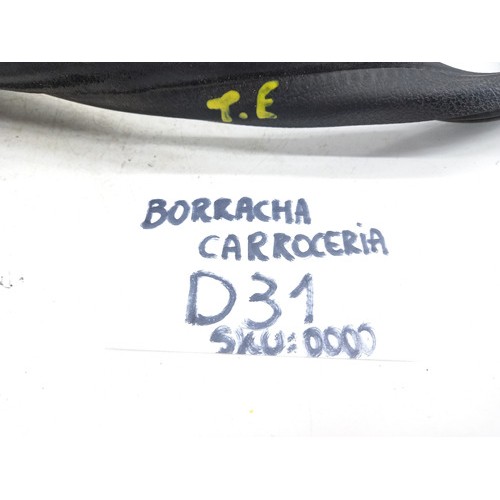 T.E
BORRACHA
CARROCERIA
D31
SKU:0000